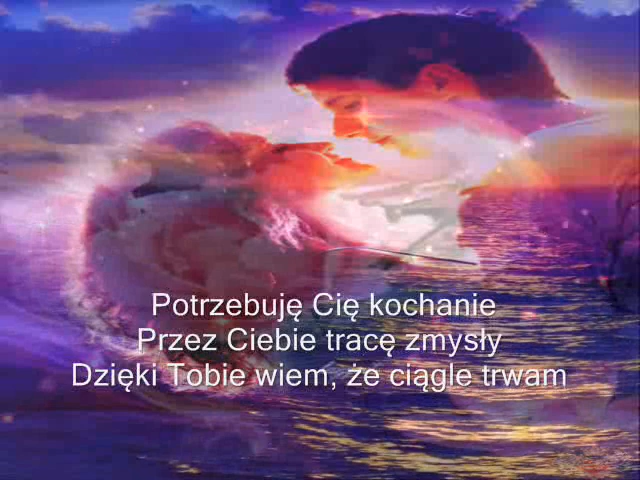 Potrzebuję Cię kochanie
Przez Ciebie tracę zmysły
Dzięki Tobie wiem, że ciągle trwam